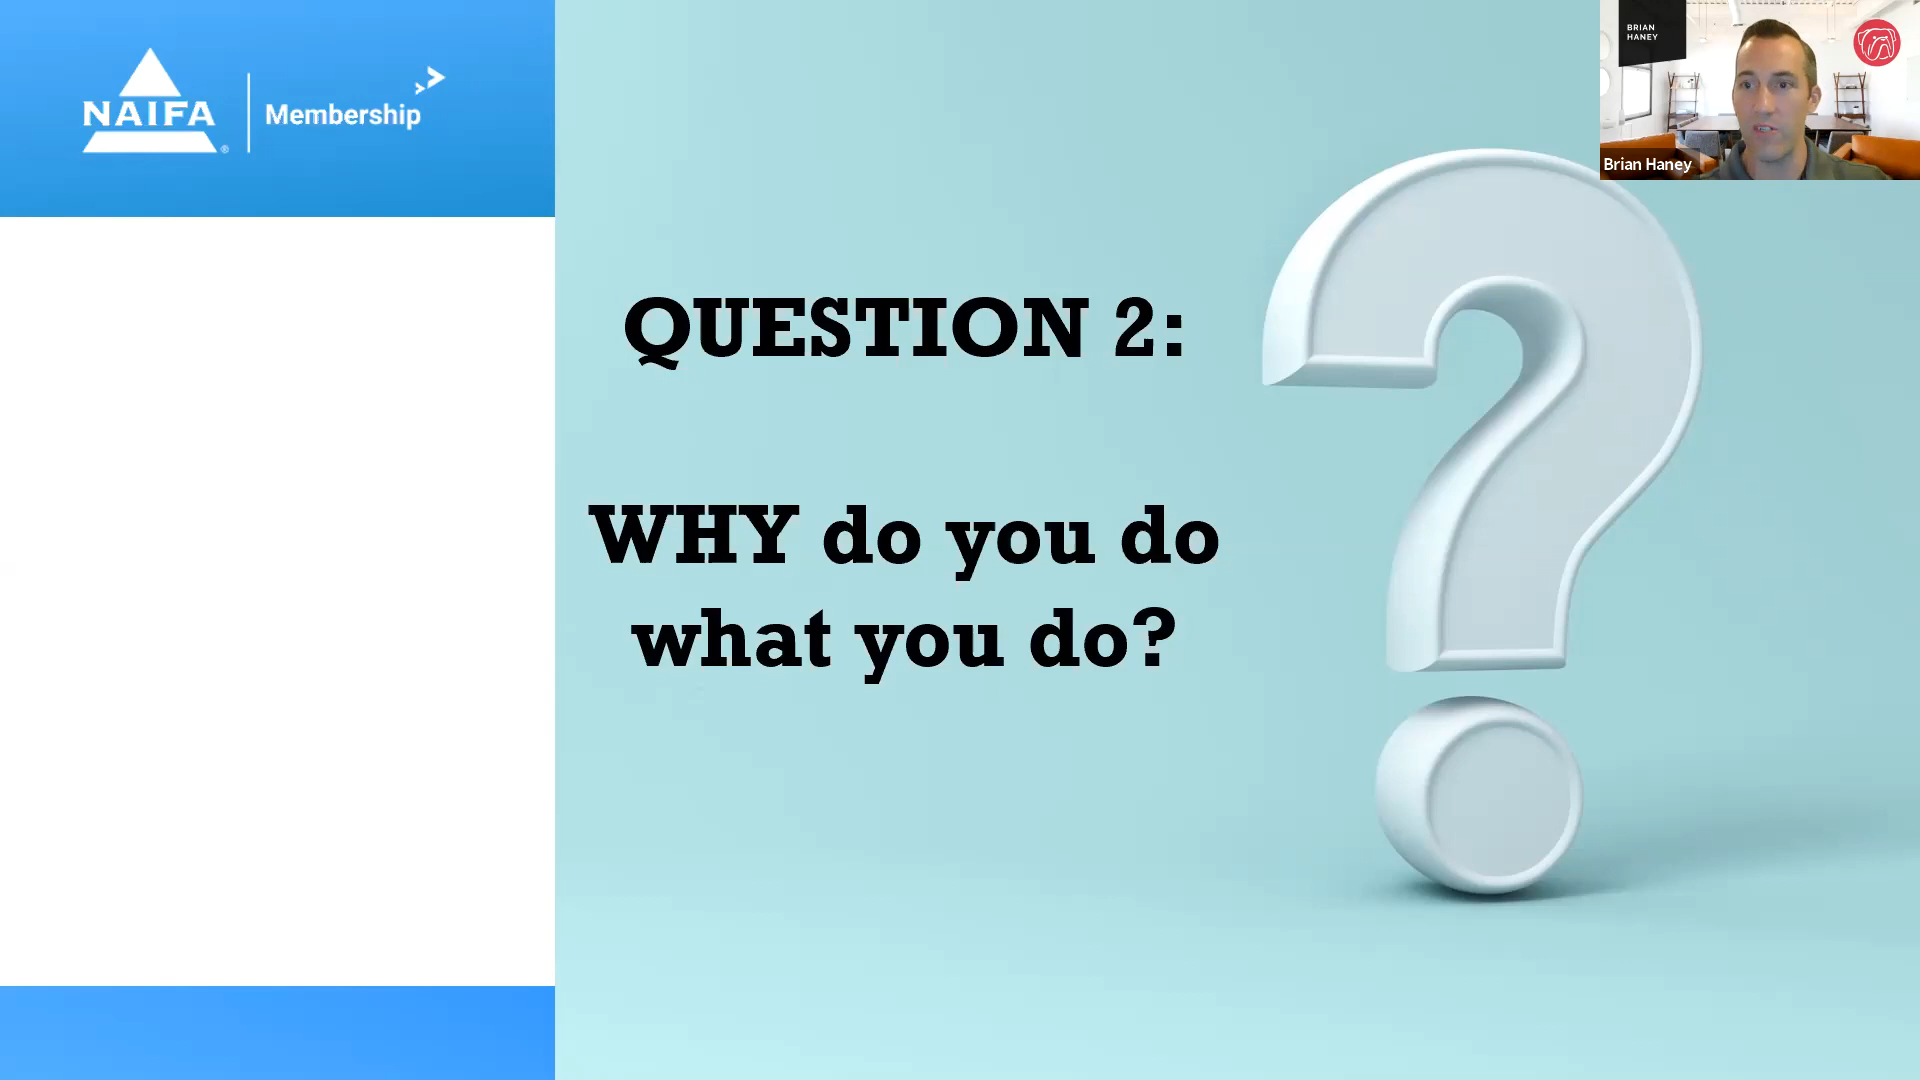 NAIFA®
Membership
BRIAN
HANEY
Brian Haney
QUESTION 2:
WHY do you do
what you do?